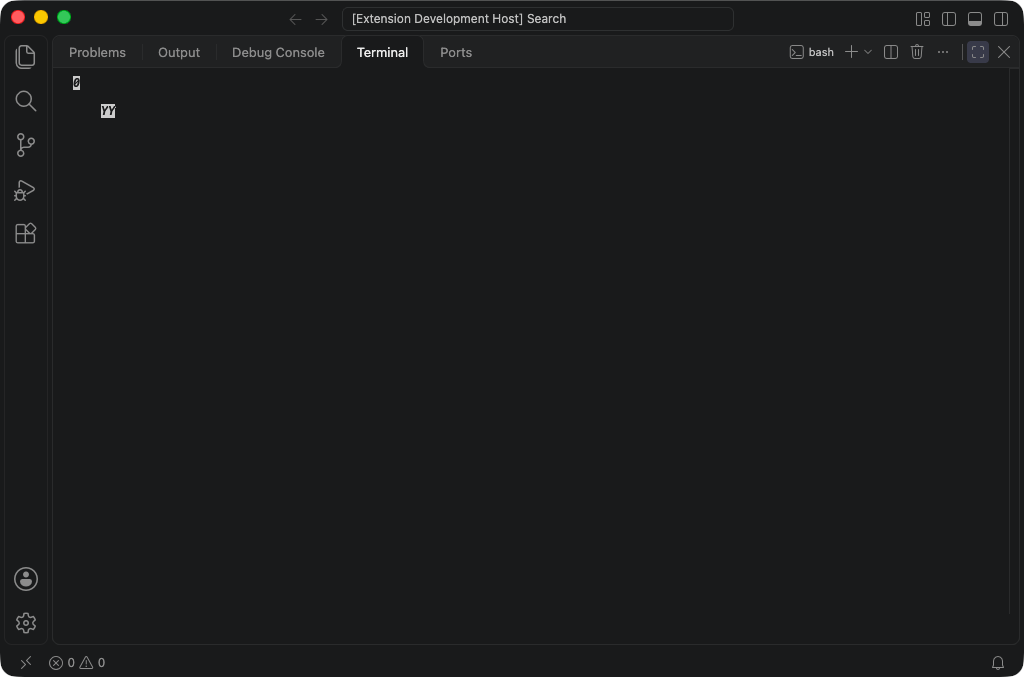 [Extension Development Host] Search
Problems Output Debug Console Terminal Ports bash
0
YY
0 0